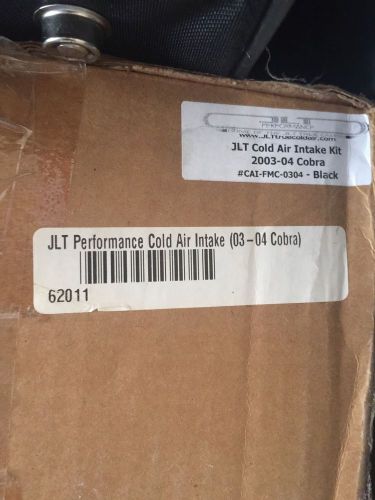 PERFORMANCE
www.JLTtruecoldair.com
JLT Cold Air Intake Kit
2003-04 Cobra
#CAI-FMC-0304 - Black
JLT Performance Cold Air Intake (03-04 Cobra)
62011